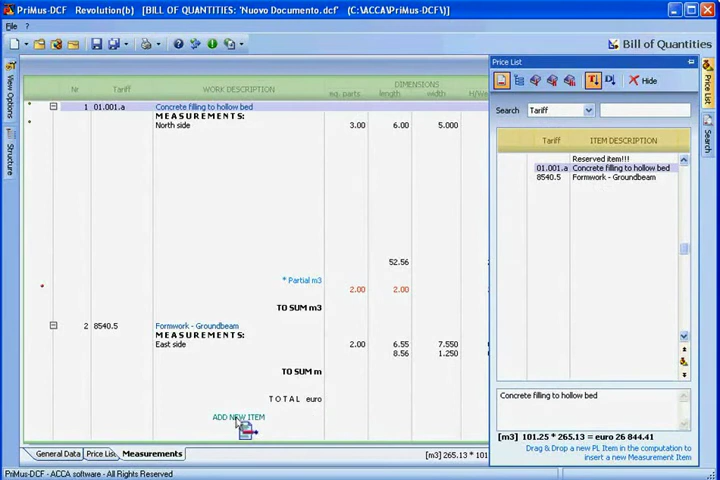 PriMus-DCF Revolution(b) [BILL OF QUANTITIES: 'Nuovo Documento.dcf' (C:\ACCA\PriMus-DCF\)]
File ?
Bill of Quantities
View Options
Structure
Nr Tariff WORK DESCRIPTION DIMENSIONS
eq. parts length width H/We
1 01.001.a Concrete filling to hollow bed
MEASUREMENTS:
North side 3.00 6.00 5.000
52.56
* Partial m3
2.00 2.00
TO SUM m3
2 8540.5 Formwork - Groundbeam
MEASUREMENTS:
East side 2.00 6.55 7.550
8.56 1.250
TO SUM m
T O T A L euro
ADD NEW ITEM
General Data Price List Measurements
[m3] 265.13 * 101
PriMus-DCF - ACCA software - All Rights Reserved
Price List
Hide
Search Tariff
Tariff ITEM DESCRIPTION
Reserved item!!!
01.001.a Concrete filling to hollow bed
8540.5 Formwork - Groundbeam
Concrete filling to hollow bed
[m3] 101.25 * 265.13 = euro 26 844.41
Drag & Drop a new PL Item in the computation to
insert a new Measurement Item
Price List
Search